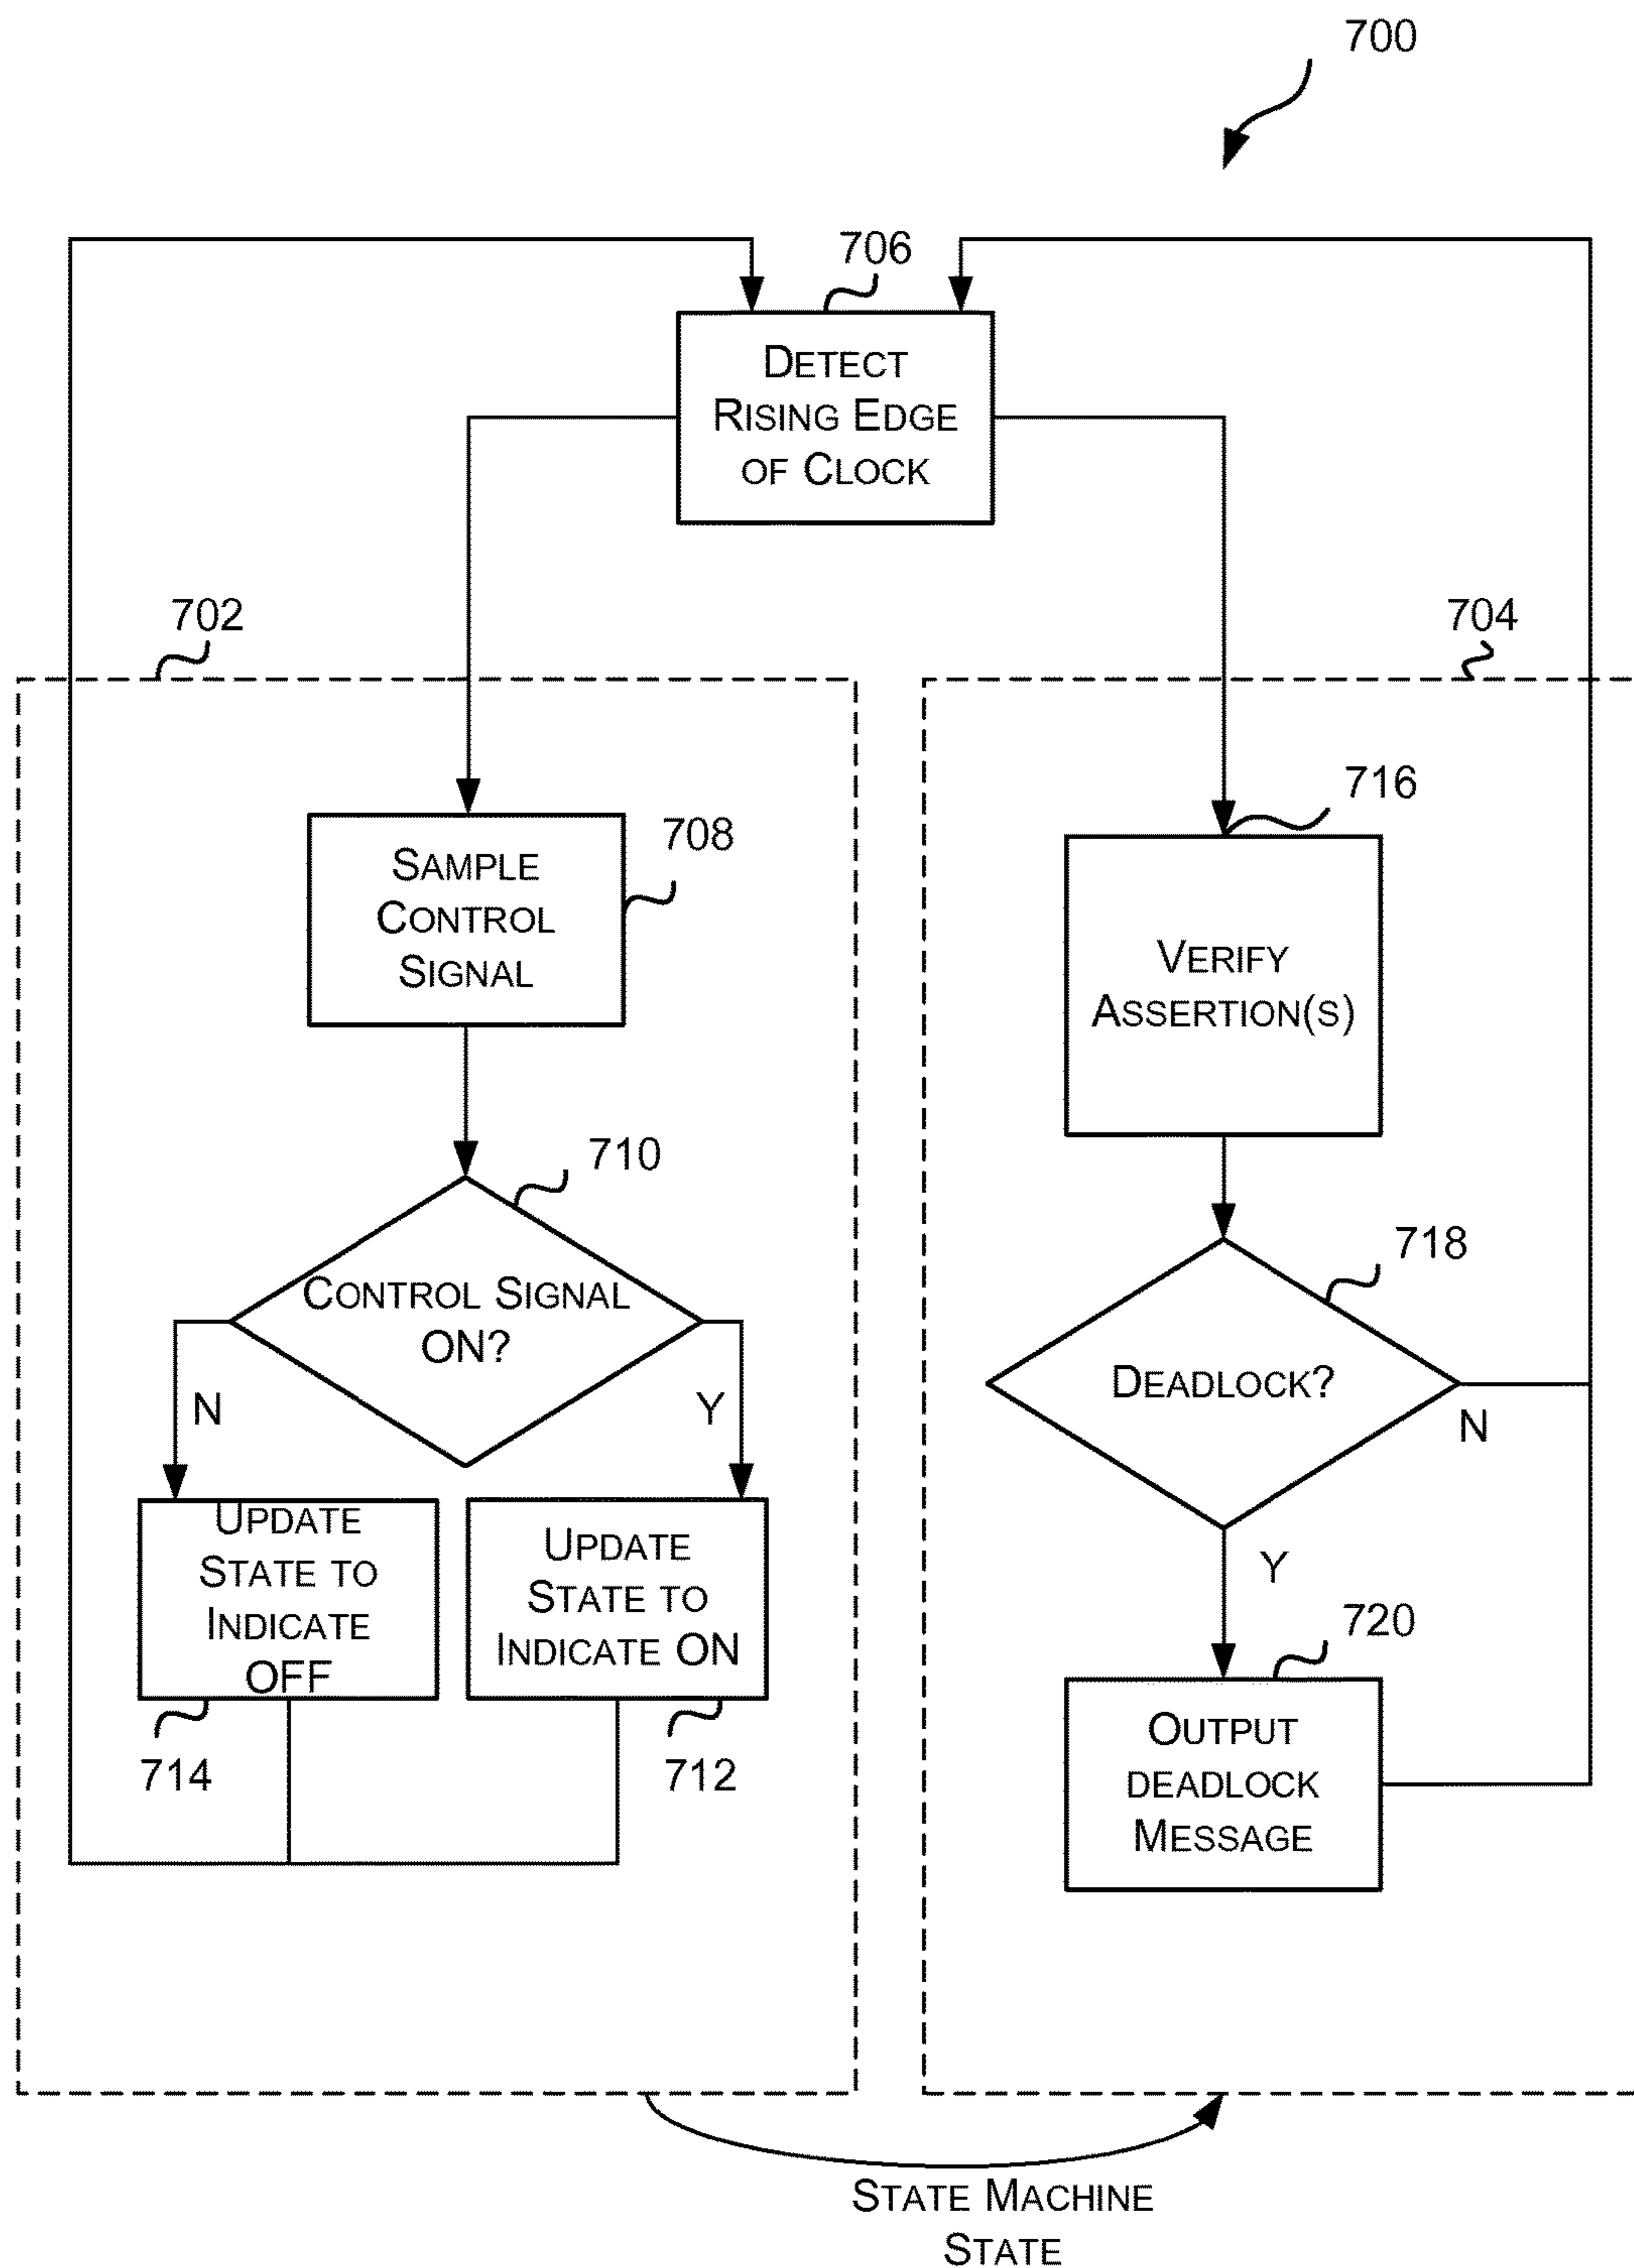 700
706
DETECT
RISING EDGE
OF CLOCK
702
704
708
SAMPLE
CONTROL
SIGNAL
716
VERIFY
ASSERTION(S)
710
CONTROL SIGNAL
ON?
N
Y
718
DEADLOCK?
N
Y
UPDATE
STATE TO
INDICATE
OFF
UPDATE
STATE TO
INDICATE ON
714
712
720
OUTPUT
DEADLOCK
MESSAGE
STATE MACHINE
STATE